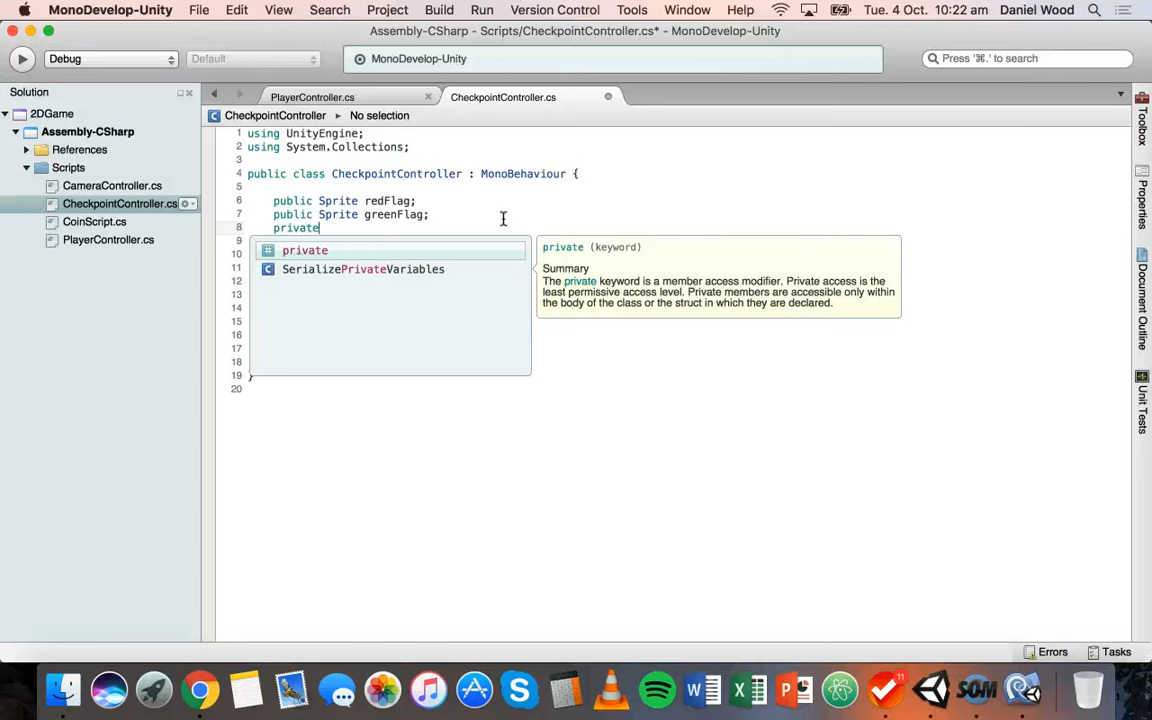 MonoDevelop-Unity File Edit View Search Project Build Run Version Control Tools Window Help Tue. 4 Oct. 10:22 am Daniel Wood
Assembly-CSharp - Scripts/CheckpointController.cs* - MonoDevelop-Unity
Debug Default MonoDevelop-Unity Press '⌘.' to search
Solution PlayerController.cs CheckpointController.cs
2DGame
Assembly-CSharp
References
Scripts
CameraController.cs
CheckpointController.cs
CoinScript.cs
PlayerController.cs
CheckpointController No selection
1 using UnityEngine;
2 using System.Collections;
3
4 public class CheckpointController : MonoBehaviour {
5
6 public Sprite redFlag;
7 public Sprite greenFlag;
8 private
9
10
11
12
13
14
15
16
17
18
19 }
20
private
SerializePrivateVariables
private (keyword)
Summary
The private keyword is a member access modifier. Private access is the
least permissive access level. Private members are accessible only within
the body of the class or the struct in which they are declared.
Toolbox
Properties
Document Outline
Unit Tests
Errors Tasks
11
SOM